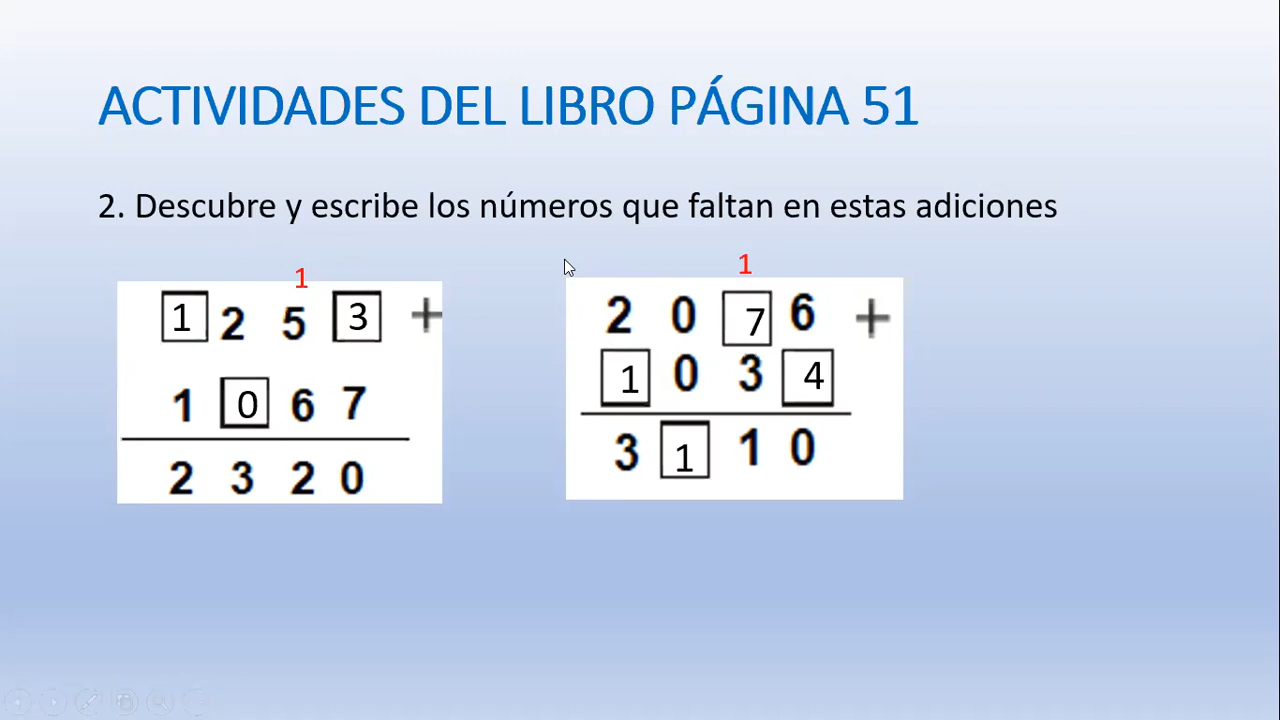 ACTIVIDADES DEL LIBRO PÁGINA 51
2. Descubre y escribe los números que faltan en estas adiciones
1
1 2 5 3 +
1 0 6 7
2 3 2 0
1
2 0 7 6 +
1 0 3 4
3 1 1 0